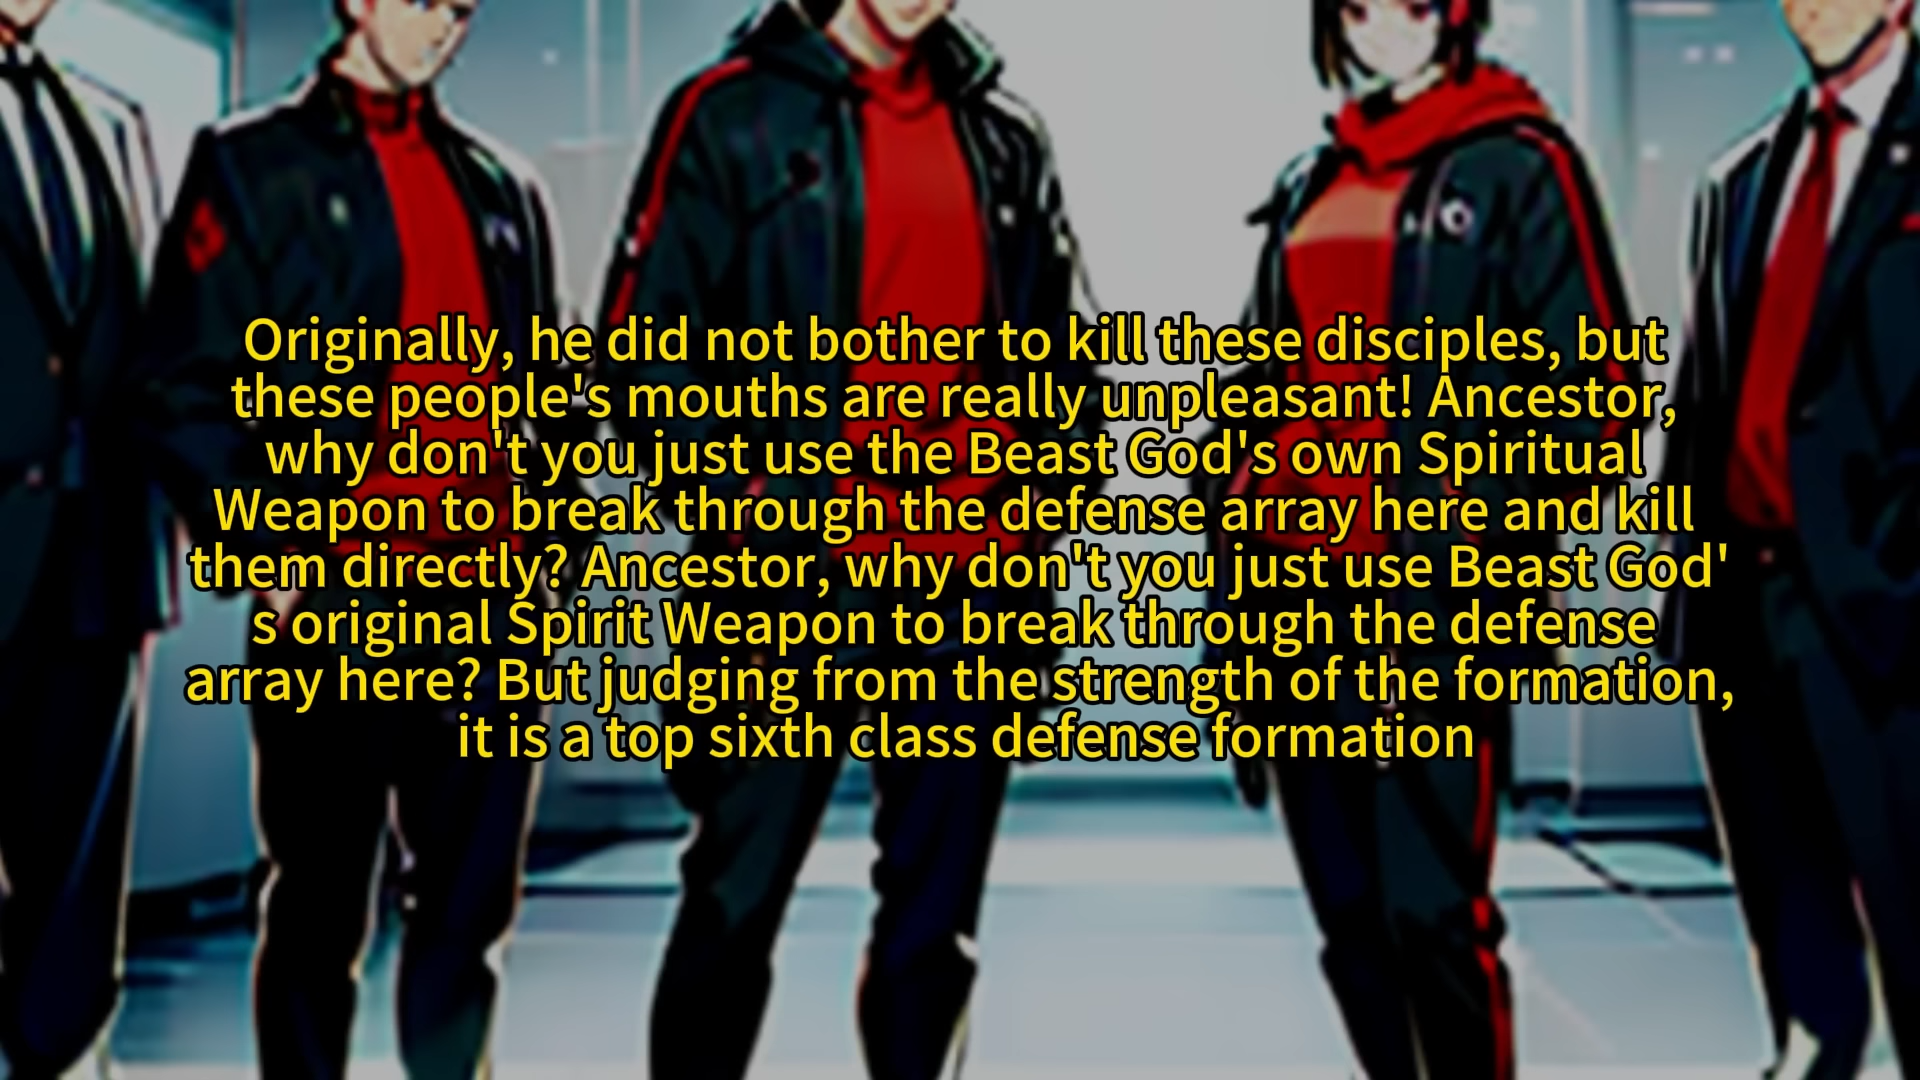 Originally, he did not bother to kill these disciples, but
these people's mouths are really unpleasant! Ancestor,
why don't you just use the Beast God's own Spiritual
Weapon to break through the defense array here and kill
them directly? Ancestor, why don't you just use Beast God'
s original Spirit Weapon to break through the defense
array here? But judging from the strength of the formation,
it is a top sixth class defense formation